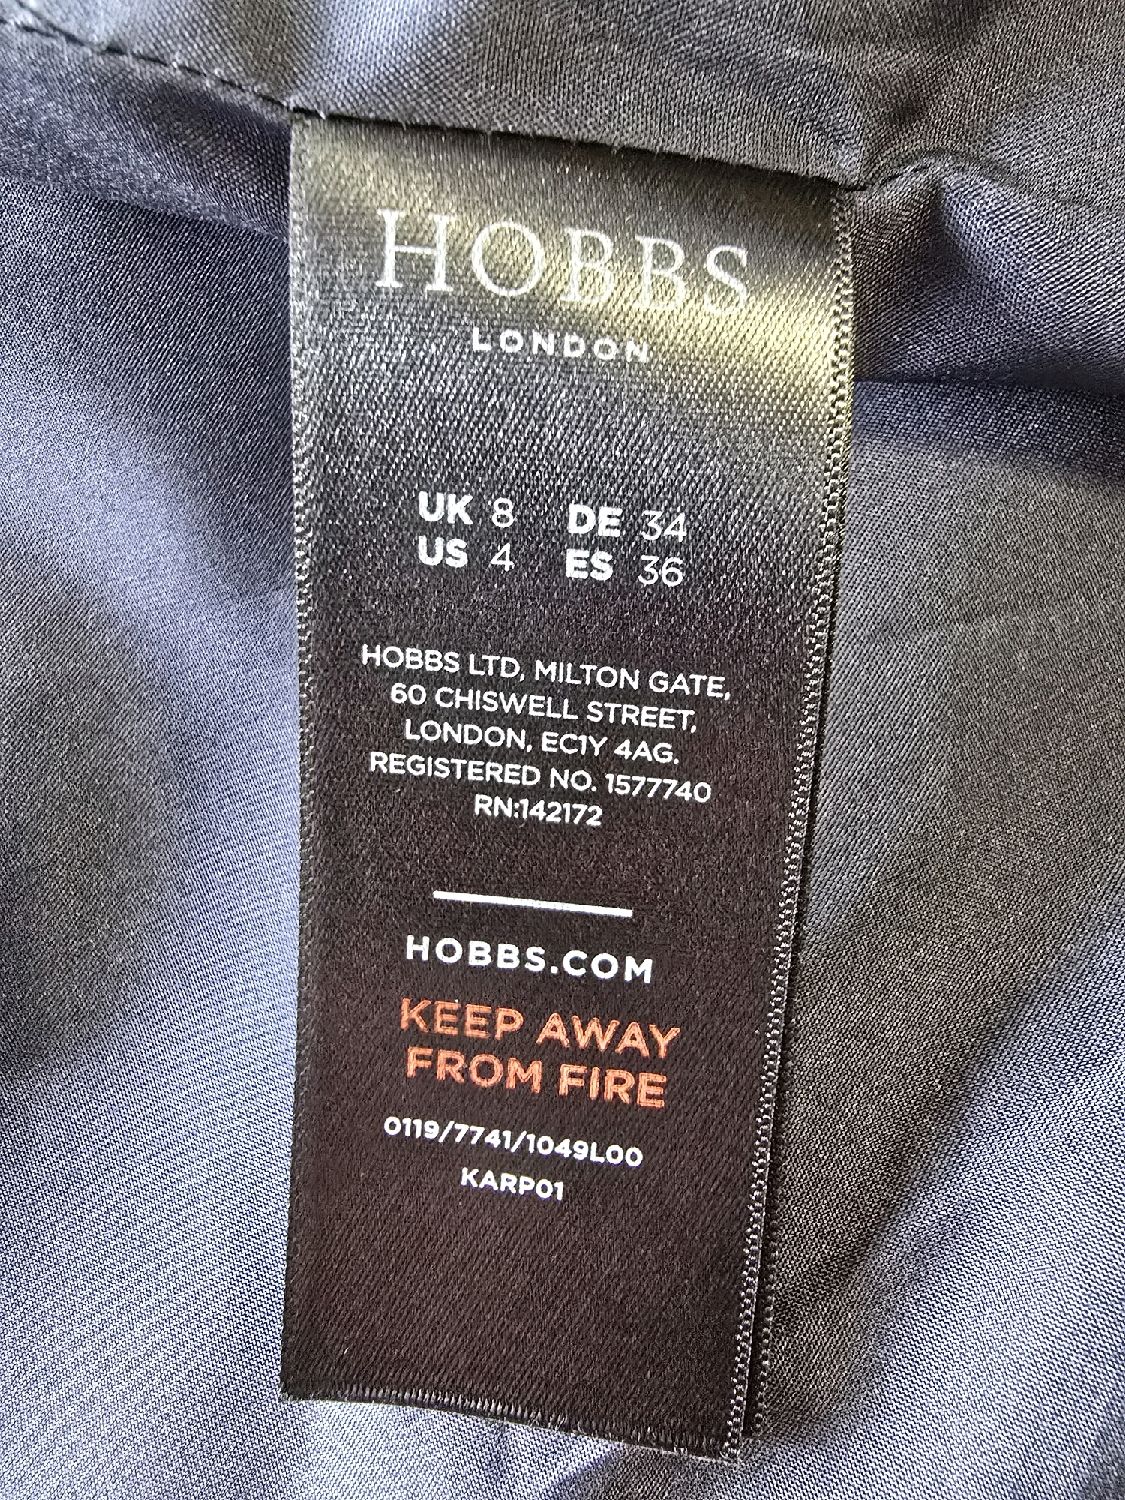 HOBBS
LONDON
UK 8 DE 34
US 4 ES 36
HOBBS LTD, MILTON GATE,
60 CHISWELL STREET,
LONDON, EC1Y 4AG.
REGISTERED NO. 1577740
RN:142172
HOBBS.COM
KEEP AWAY
FROM FIRE
0119/7741/1049L00
KARP01